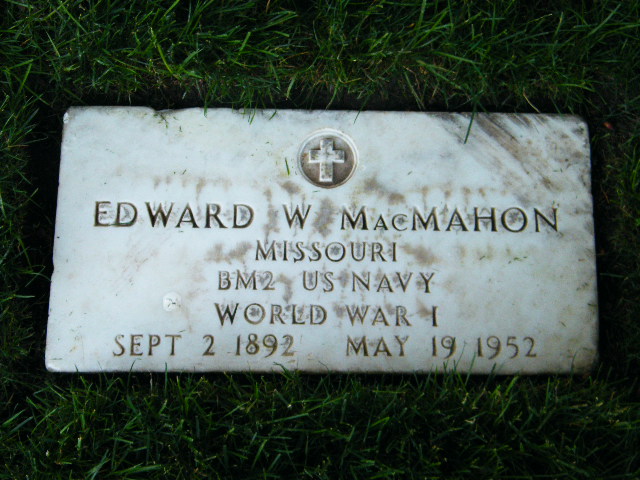 EDWARD W MacMAHON
MISSOURI
BM2 US NAVY
WORLD WAR I
SEPT 2 1892 MAY 19 1952